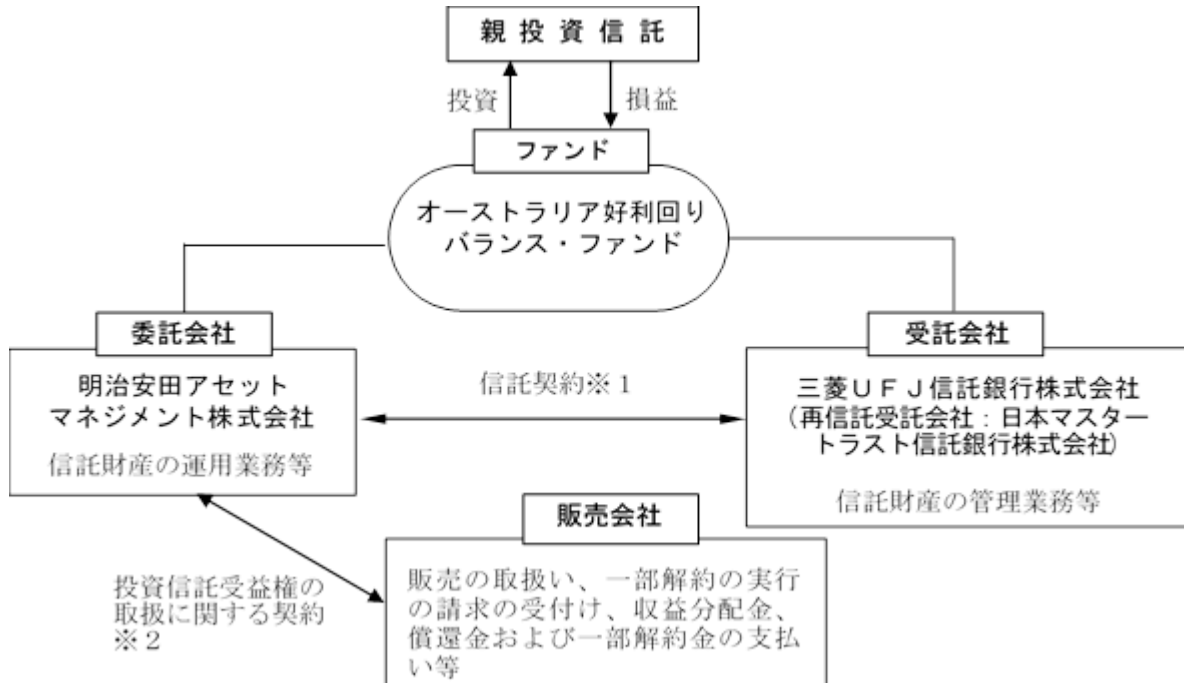 親投資信託
投資
損益
ファンド
オーストラリア好利回り
バランス・ファンド
委託会社
明治安田アセット
マネジメント株式会社
信託財産の運用業務等
信託契約※１
受託会社
三菱ＵＦＪ信託銀行株式会社
（再信託受託会社：日本マスター
トラスト信託銀行株式会社）
信託財産の管理業務等
投資信託受益権の
取扱に関する契約
※２
販売会社
販売の取扱い、一部解約の実行
の請求の受付け、収益分配金、
償還金および一部解約金の支払
い等